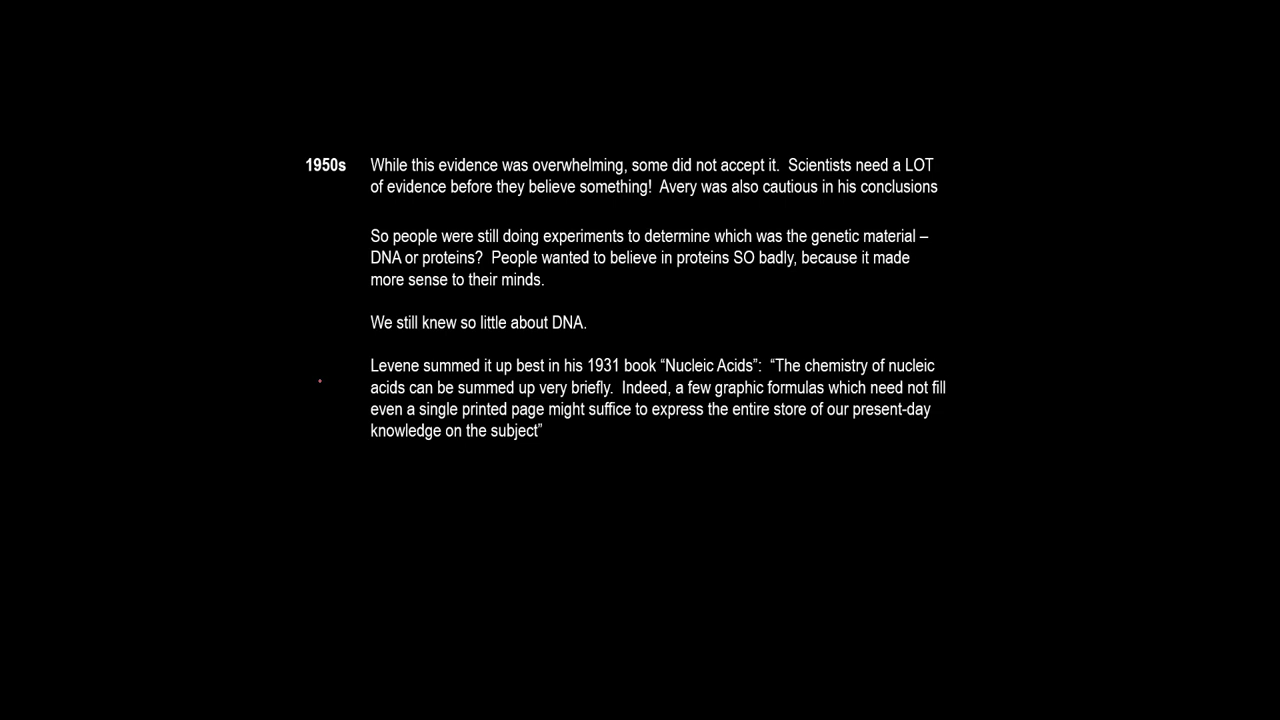 1950s While this evidence was overwhelming, some did not accept it.  Scientists need a LOT
of evidence before they believe something!  Avery was also cautious in his conclusions
So people were still doing experiments to determine which was the genetic material –
DNA or proteins?  People wanted to believe in proteins SO badly, because it made
more sense to their minds.
We still knew so little about DNA.
Levene summed it up best in his 1931 book “Nucleic Acids”:  “The chemistry of nucleic
acids can be summed up very briefly.  Indeed, a few graphic formulas which need not fill
even a single printed page might suffice to express the entire store of our present-day
knowledge on the subject”